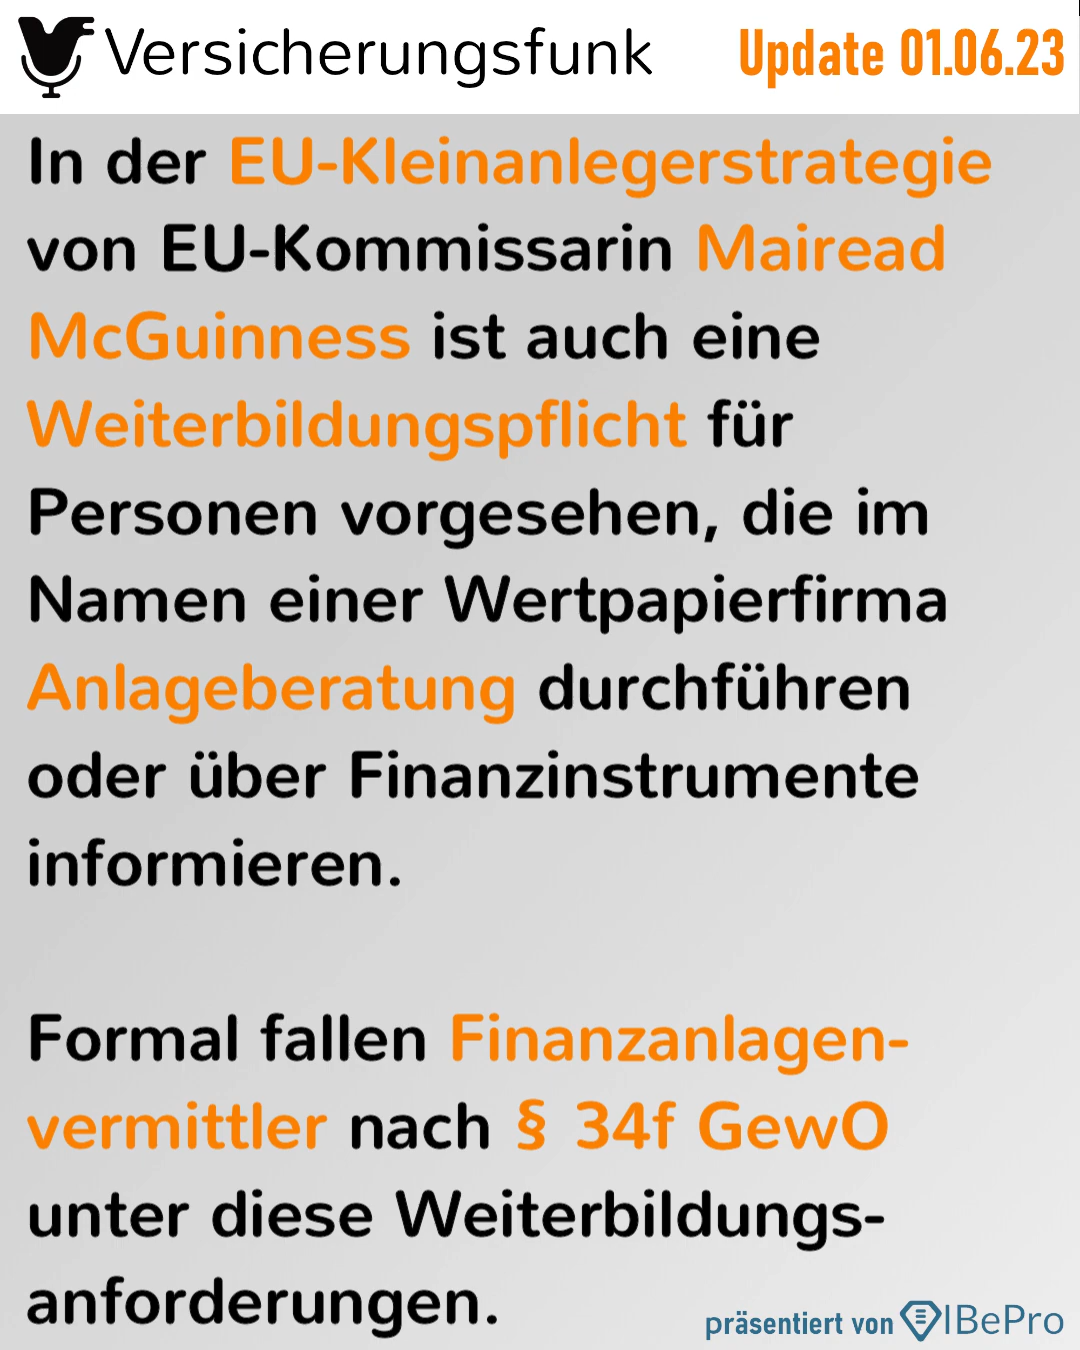 Versicherungsfunk
Update 01.06.23
In der EU-Kleinanlegerstrategie
von EU-Kommissarin Mairead
McGuinness ist auch eine
Weiterbildungspflicht für
Personen vorgesehen, die im
Namen einer Wertpapierfirma
Anlageberatung durchführen
oder über Finanzinstrumente
informieren.
Formal fallen Finanzanlagen-
vermittler nach § 34f GewO
unter diese Weiterbildungs-
anforderungen.
präsentiert von IBePro